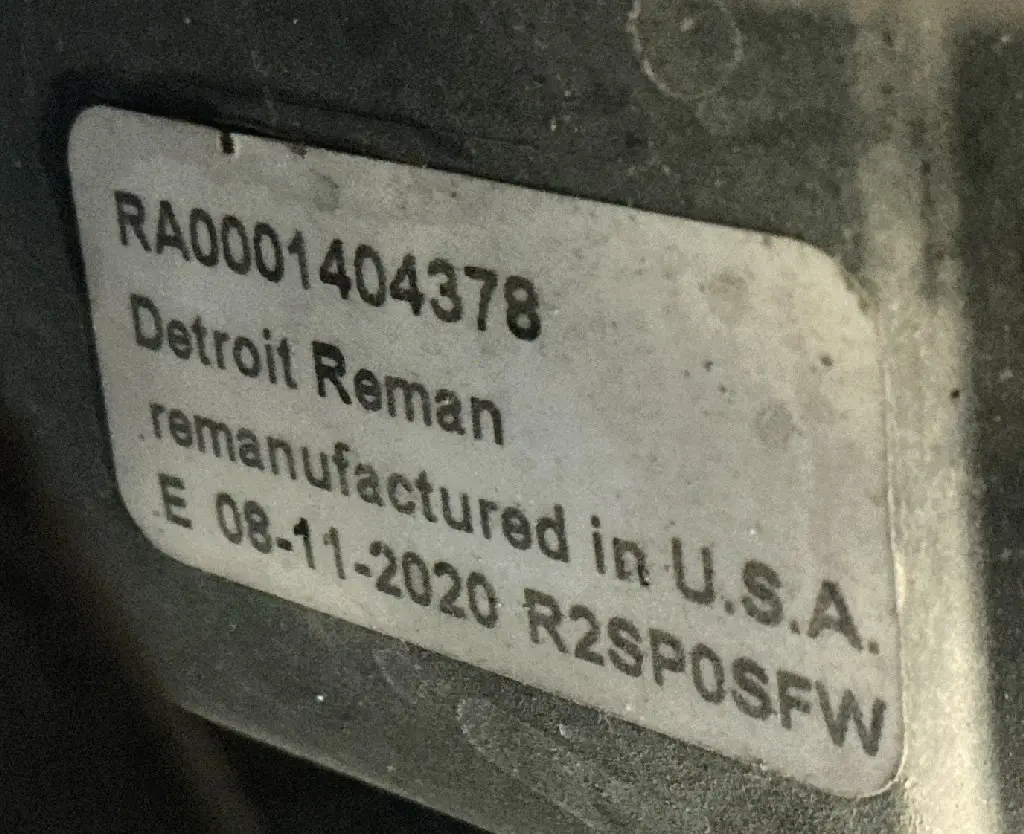 RA0001404378
Detroit Reman
remanufactured in U.S.A.
E 08-11-2020 R2SP0SFW